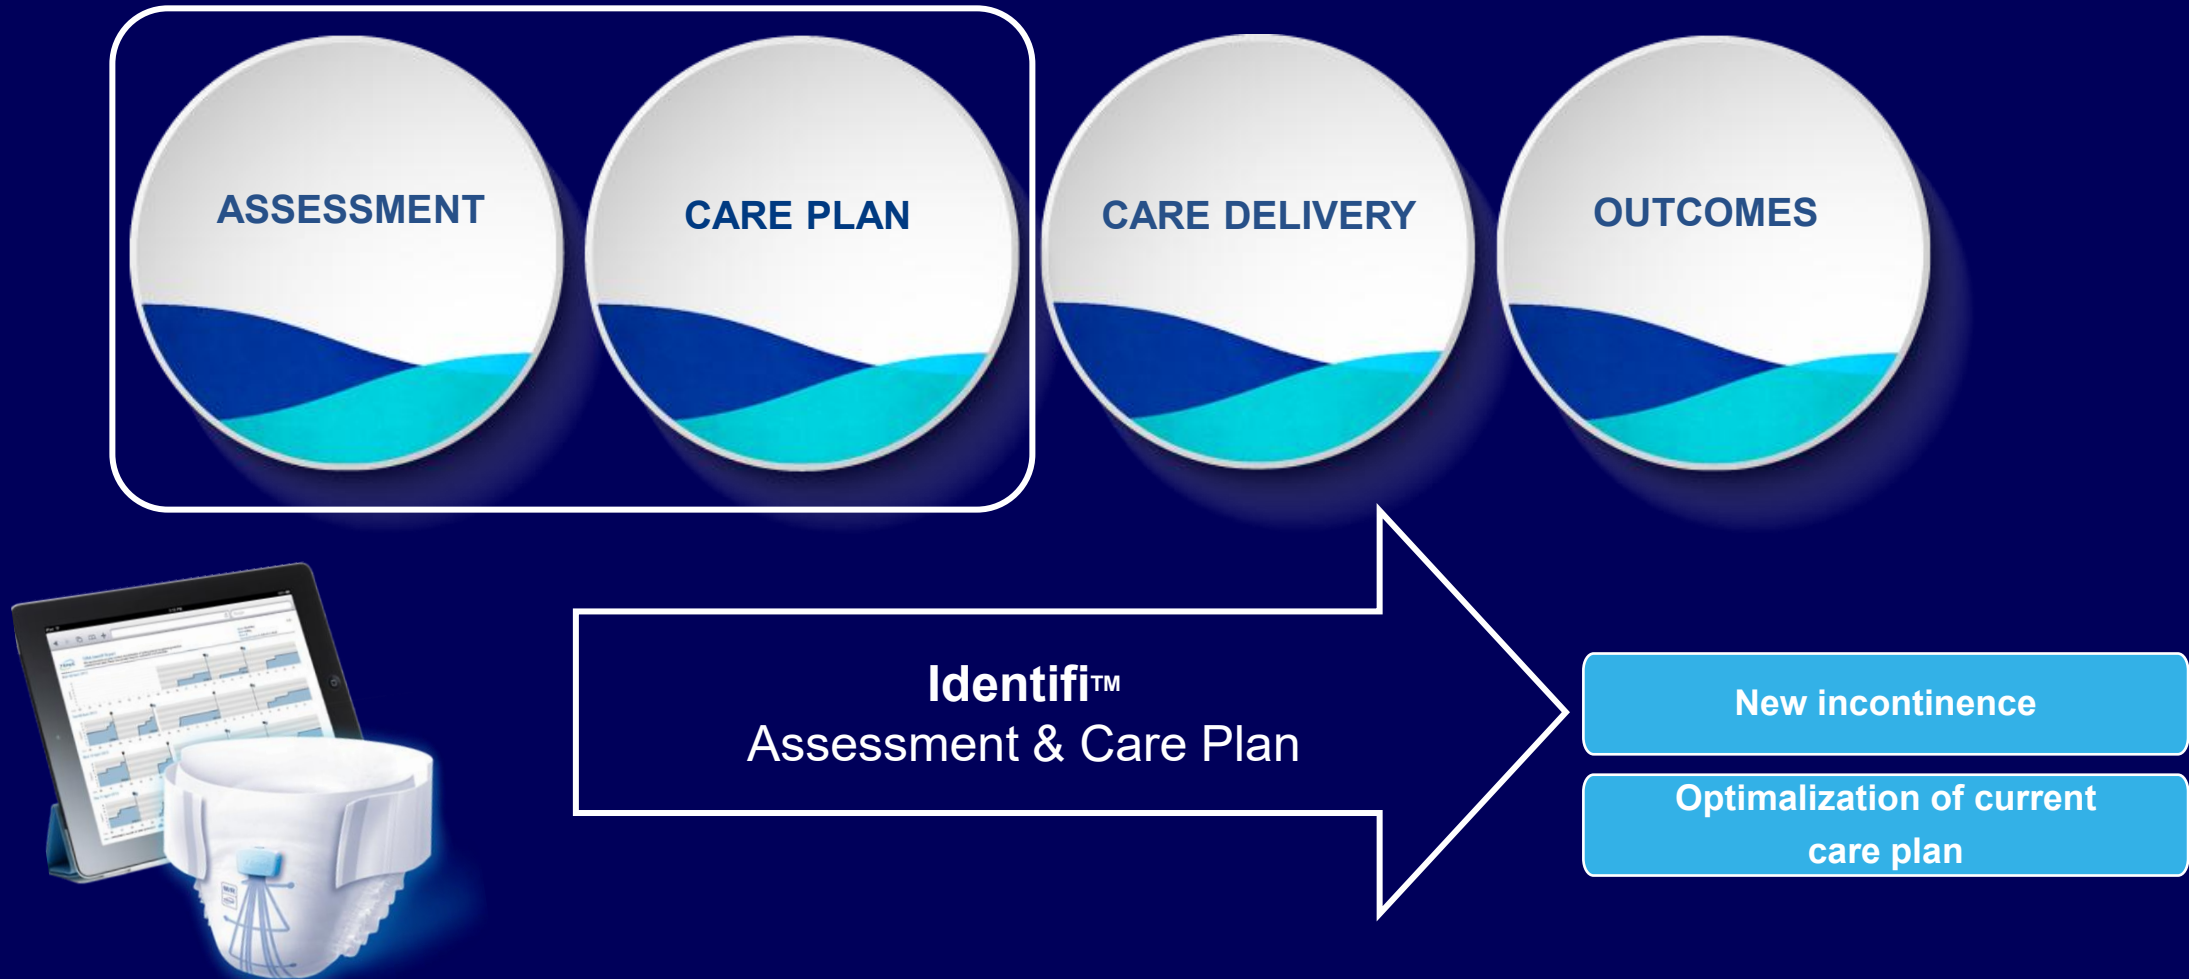 ASSESSMENT
CARE PLAN
CARE DELIVERY
OUTCOMES
Identifi™
Assessment & Care Plan
New incontinence
Optimalization of current
care plan